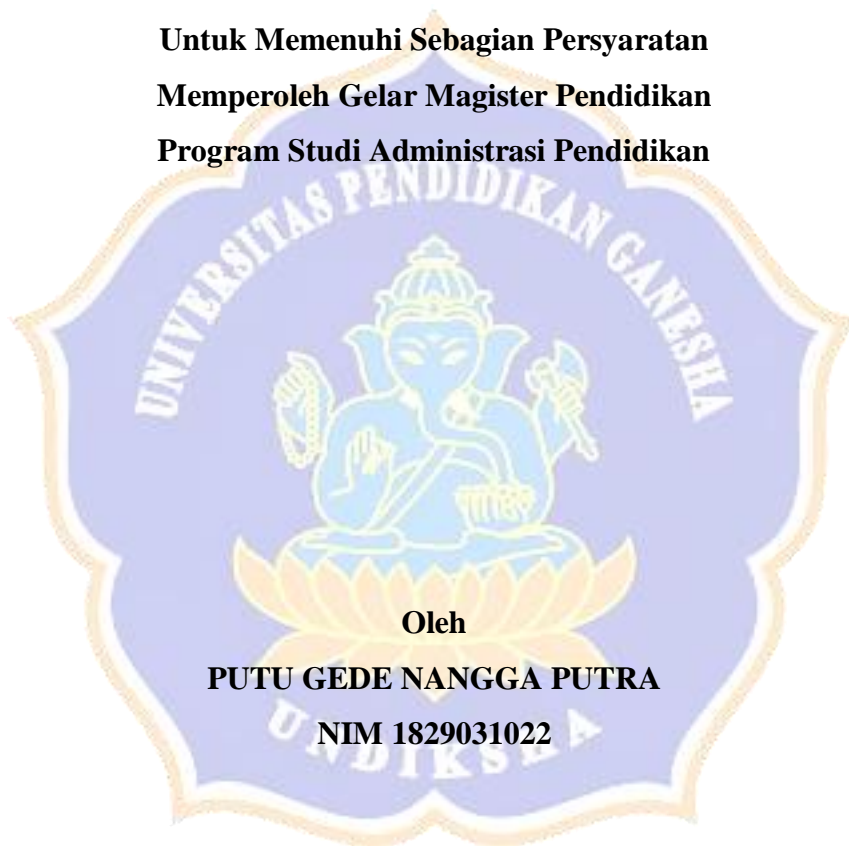 Untuk Memenuhi Sebagian Persyaratan
Memperoleh Gelar Magister Pendidikan
Program Studi Administrasi Pendidikan
UNIVERSITAS PENDIDIKAN GANESHA
Oleh
PUTU GEDE NANGGA PUTRA
NIM 1829031022
UNDIKSHA